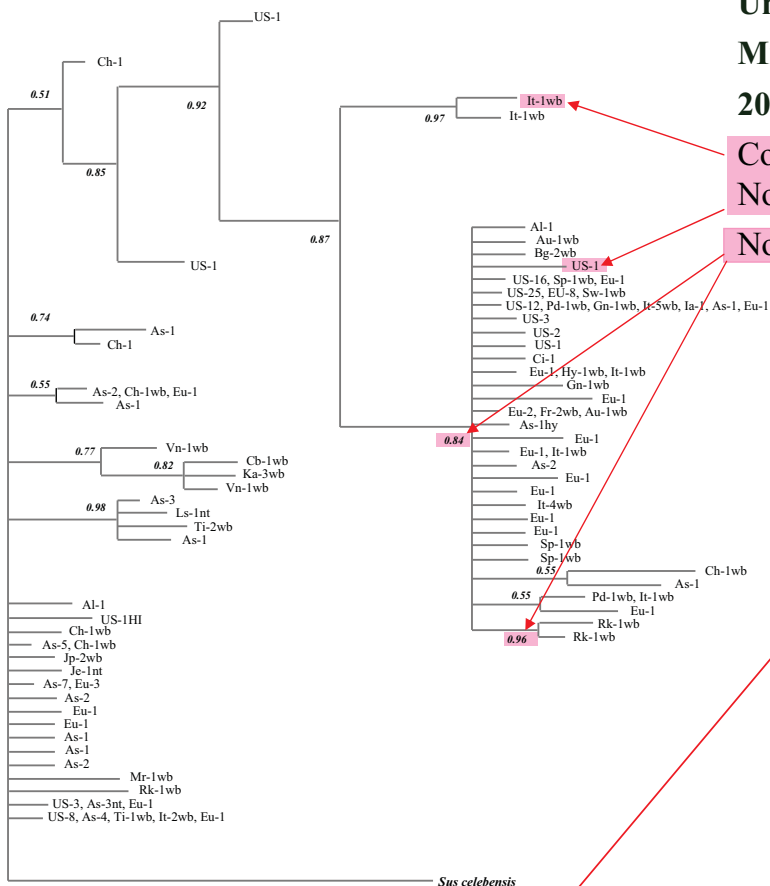 US-1
Ur
Ch-1
M
0.51
It-1wb
20
0.92
0.97
It-1wb
Co
0.85
No
0.87
Al-1
Au-1wb
No
Bg-2wb
US-1
US-1
US-16, Sp-1wb, Eu-1
US-25, EU-8, Sw-1wb
US-12, Pd-1wb, Gn-1wb, It-5wb, Ia-1, As-1, Eu-1
0.74
US-3
As-1
US-2
Ch-1
US-1
Ci-1
Eu-1, Hy-1wb, It-1wb
0.55
Gn-1wb
As-2, Ch-1wb, Eu-1
Eu-1
As-1
Eu-2, Fr-2wb, Au-1wb
As-1hy
0.84
Eu-1
0.77
Vn-1wb
Eu-1, It-1wb
0.82
Cb-1wb
As-2
Ka-3wb
Eu-1
Vn-1wb
Eu-1
0.98
As-3
It-4wb
Ls-1nt
Eu-1
Ti-2wb
Eu-1
As-1
Sp-1wb
Sp-1wb
0.55
Ch-1wb
As-1
0.55
Pd-1wb, It-1wb
Al-1
Eu-1
US-1HI
Rk-1wb
Ch-1wb
0.96
Rk-1wb
As-5, Ch-1wb
Jp-2wb
Je-1nt
As-7, Eu-3
As-2
Eu-1
Eu-1
As-1
As-1
As-2
Mr-1wb
Rk-1wb
US-3, As-3nt, Eu-1
US-8, As-4, Ti-1wb, It-2wb, Eu-1
Sus celebensis